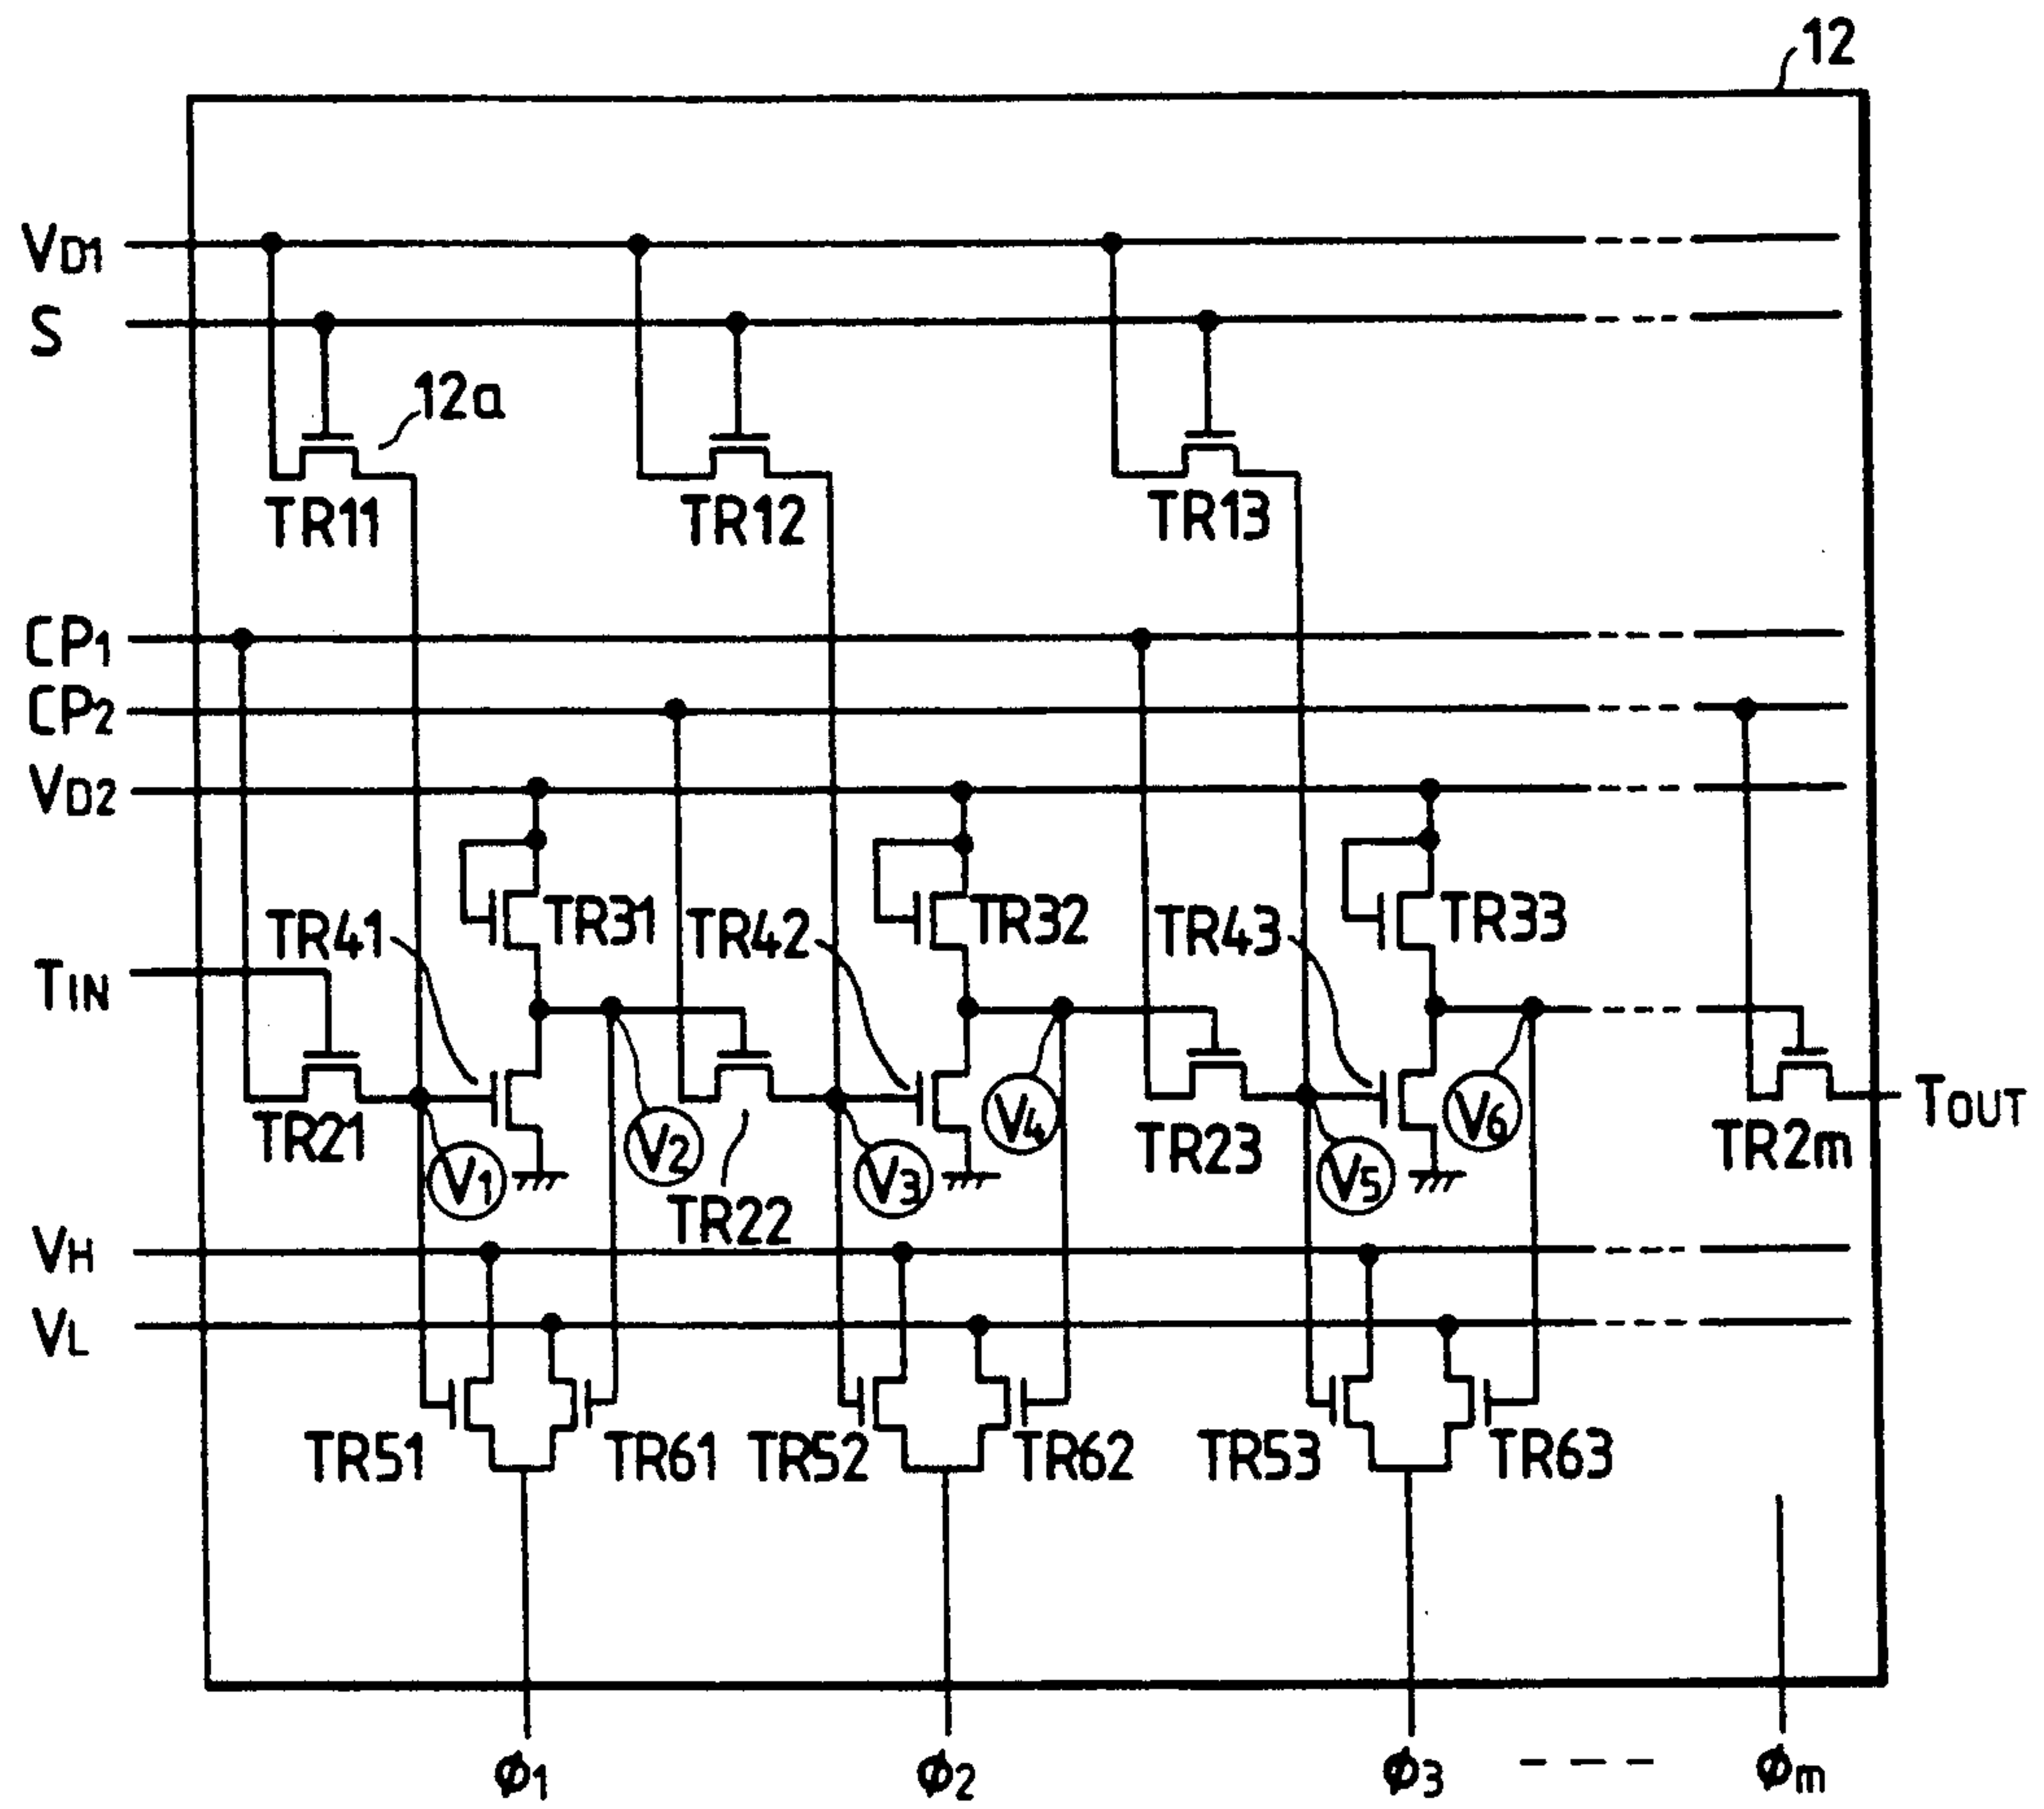 12
VD1
S
12a
TR11
TR12
TR13
CP1
CP2
VD2
TR41
TR31
TR42
TR32
TR43
TR33
TIN
TR21
V1
V2
TR22
V3
V4
TR23
V5
V6
TR2m
TOUT
VH
VL
TR51
TR61
TR52
TR62
TR53
TR63
φ1
φ2
φ3
----
φm